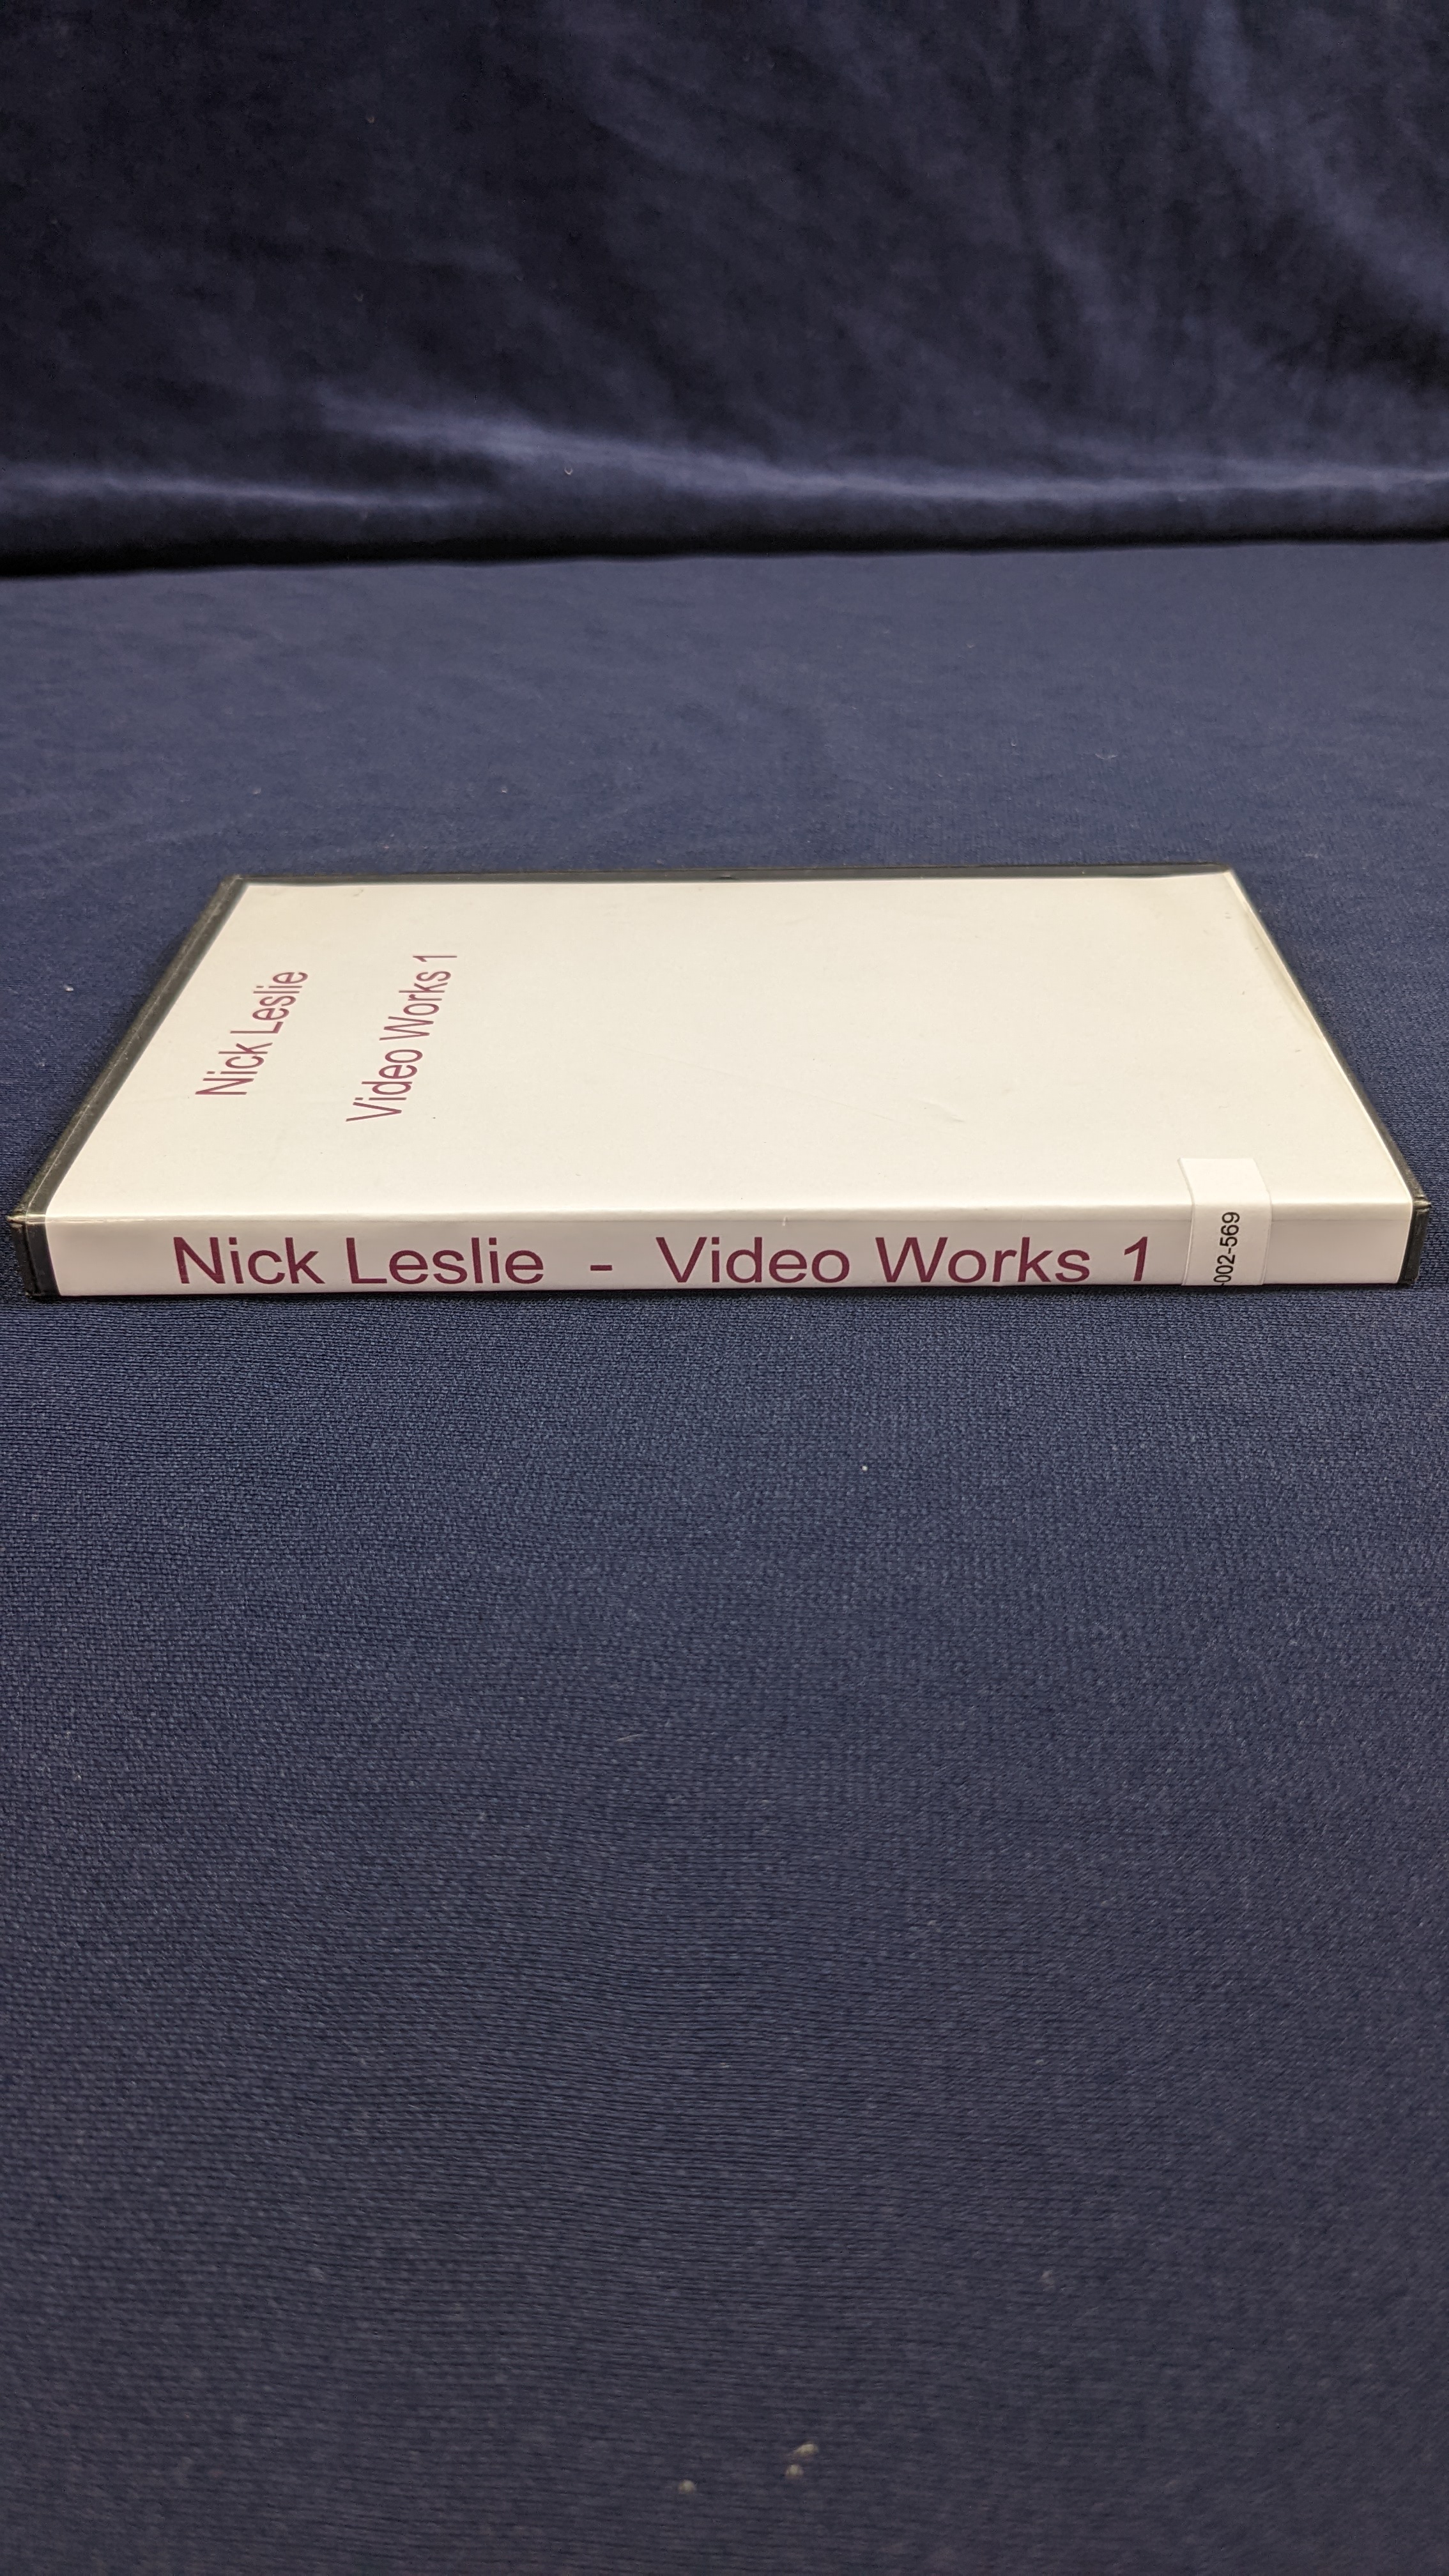 Nick Leslie
Video Works 1
Nick Leslie - Video Works 1
-002-569